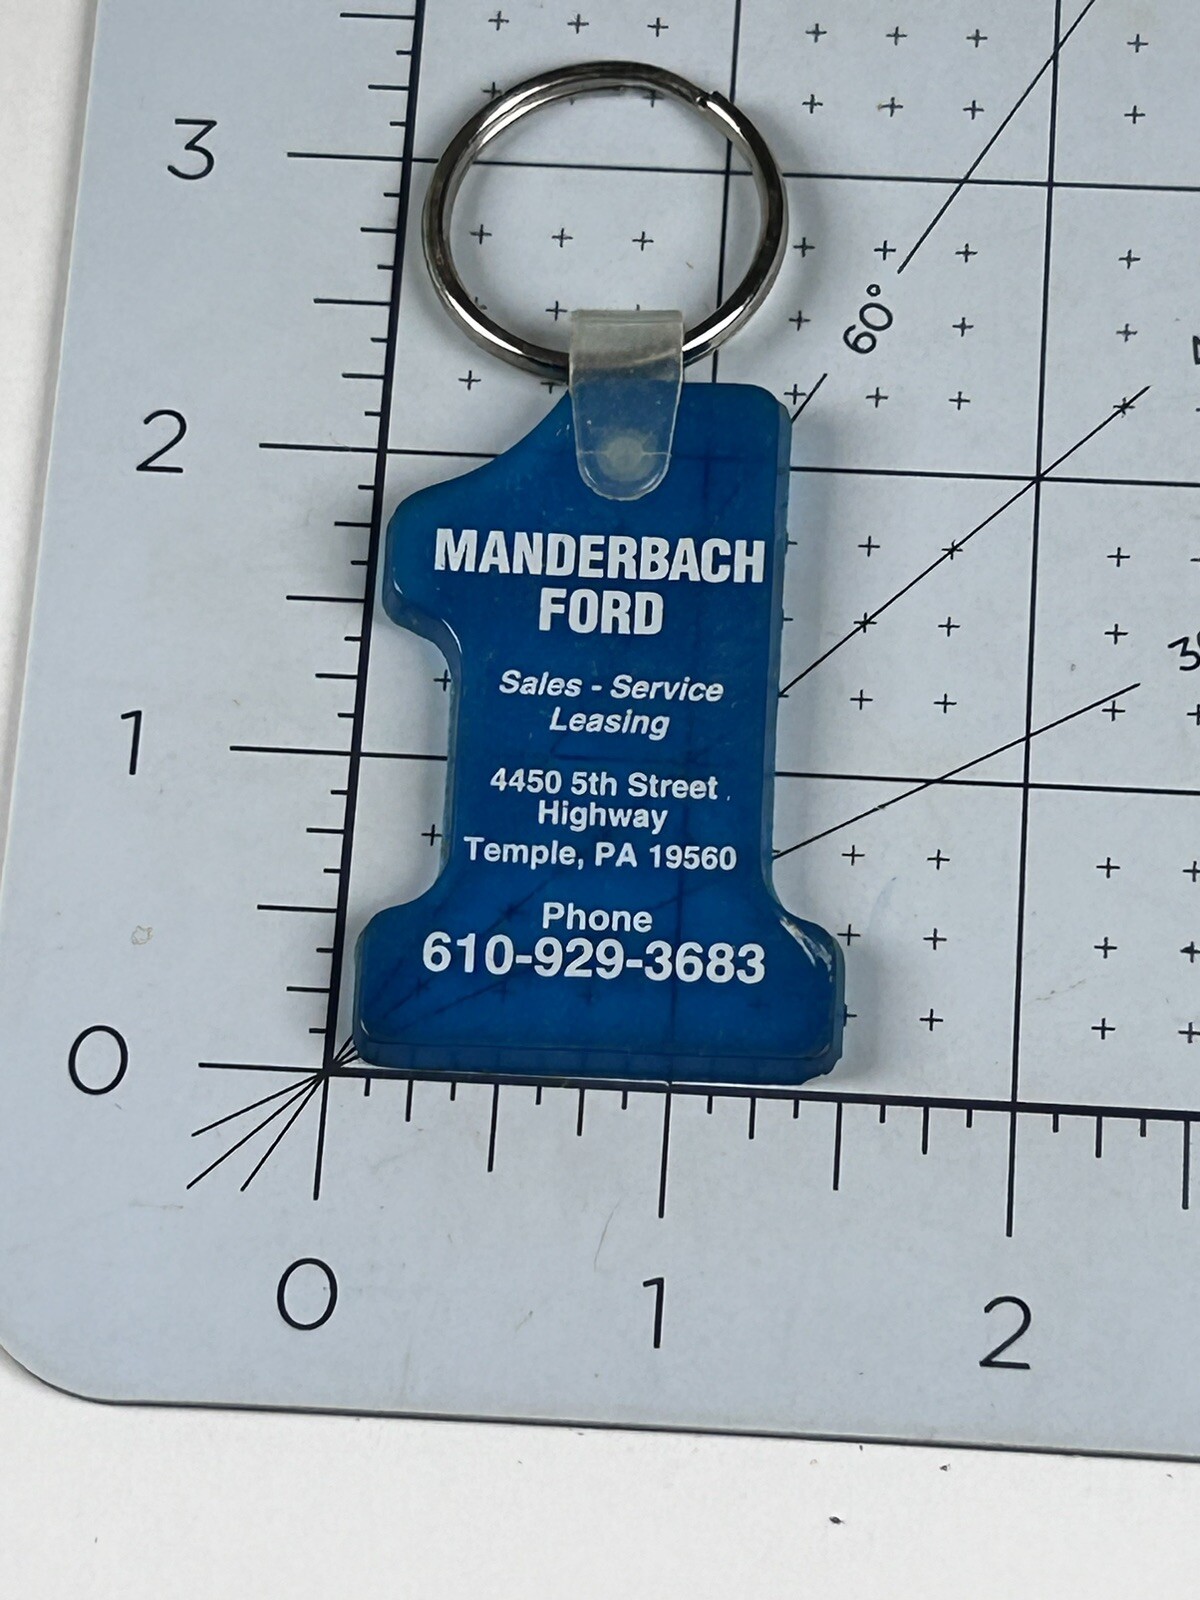 3
60°
2
MANDERBACH
FORD
Sales - Service
Leasing
1
4450 5th Street
Highway
Temple, PA 19560
Phone
610-929-3683
0
0
1
2